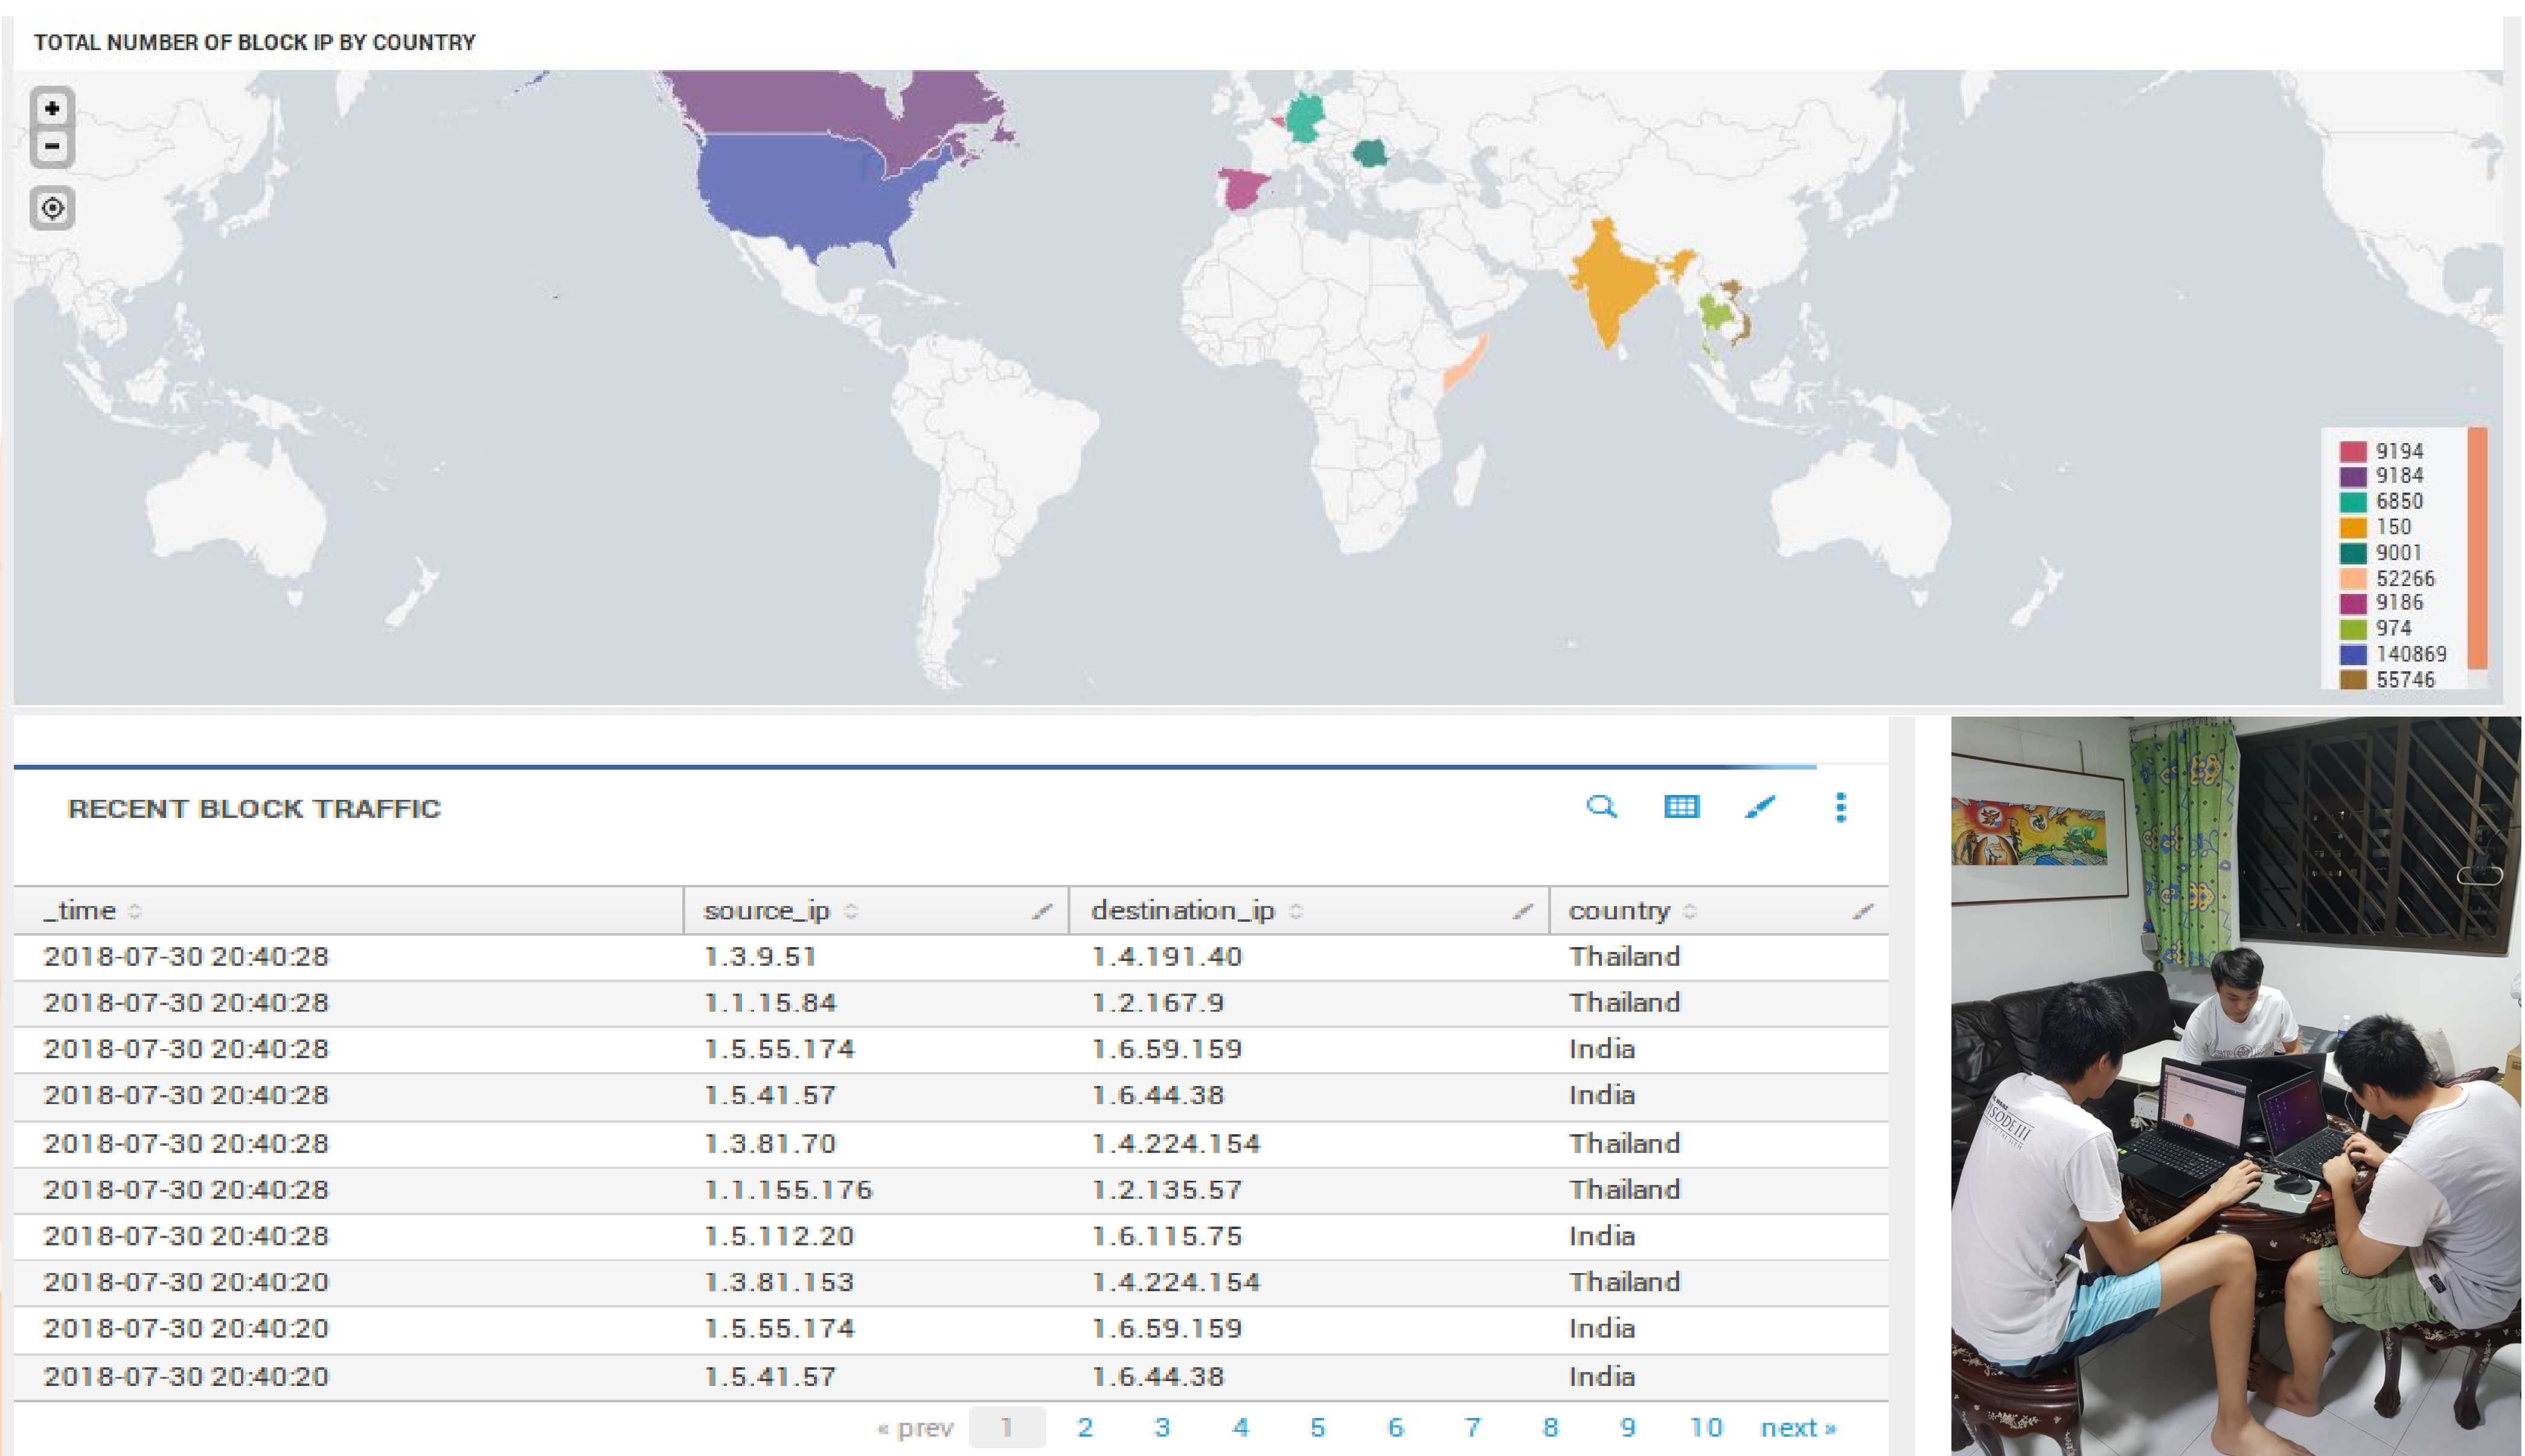 TOTAL NUMBER OF BLOCK IP BY COUNTRY
+
−
9194
9184
6850
150
9001
52266
9186
974
140869
55746
RECENT BLOCK TRAFFIC
_time source_ip destination_ip country
2018-07-30 20:40:28 1.3.9.51 1.4.191.40 Thailand
2018-07-30 20:40:28 1.1.15.84 1.2.167.9 Thailand
2018-07-30 20:40:28 1.5.55.174 1.6.59.159 India
2018-07-30 20:40:28 1.5.41.57 1.6.44.38 India
2018-07-30 20:40:28 1.3.81.70 1.4.224.154 Thailand
2018-07-30 20:40:28 1.1.155.176 1.2.135.57 Thailand
2018-07-30 20:40:28 1.5.112.20 1.6.115.75 India
2018-07-30 20:40:20 1.3.81.153 1.4.224.154 Thailand
2018-07-30 20:40:20 1.5.55.174 1.6.59.159 India
2018-07-30 20:40:20 1.5.41.57 1.6.44.38 India
« prev 1 2 3 4 5 6 7 8 9 10 next »